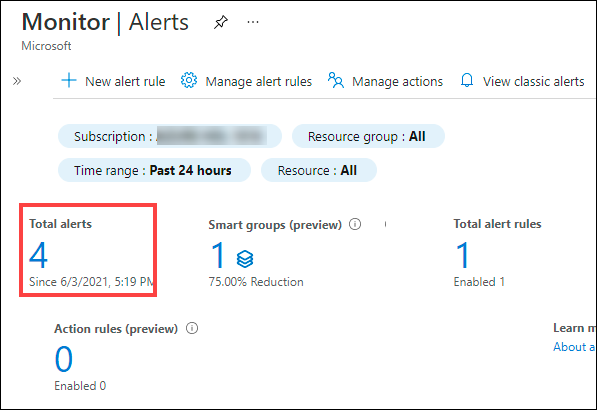 Monitor | Alerts
Microsoft
New alert rule Manage alert rules Manage actions View classic alerts
Subscription : Resource group : All
Time range : Past 24 hours Resource : All
Total alerts Smart groups (preview) Total alert rules
4 1 1
Since 6/3/2021, 5:19 PM 75.00% Reduction Enabled 1
Action rules (preview) Learn m
0 About a
Enabled 0